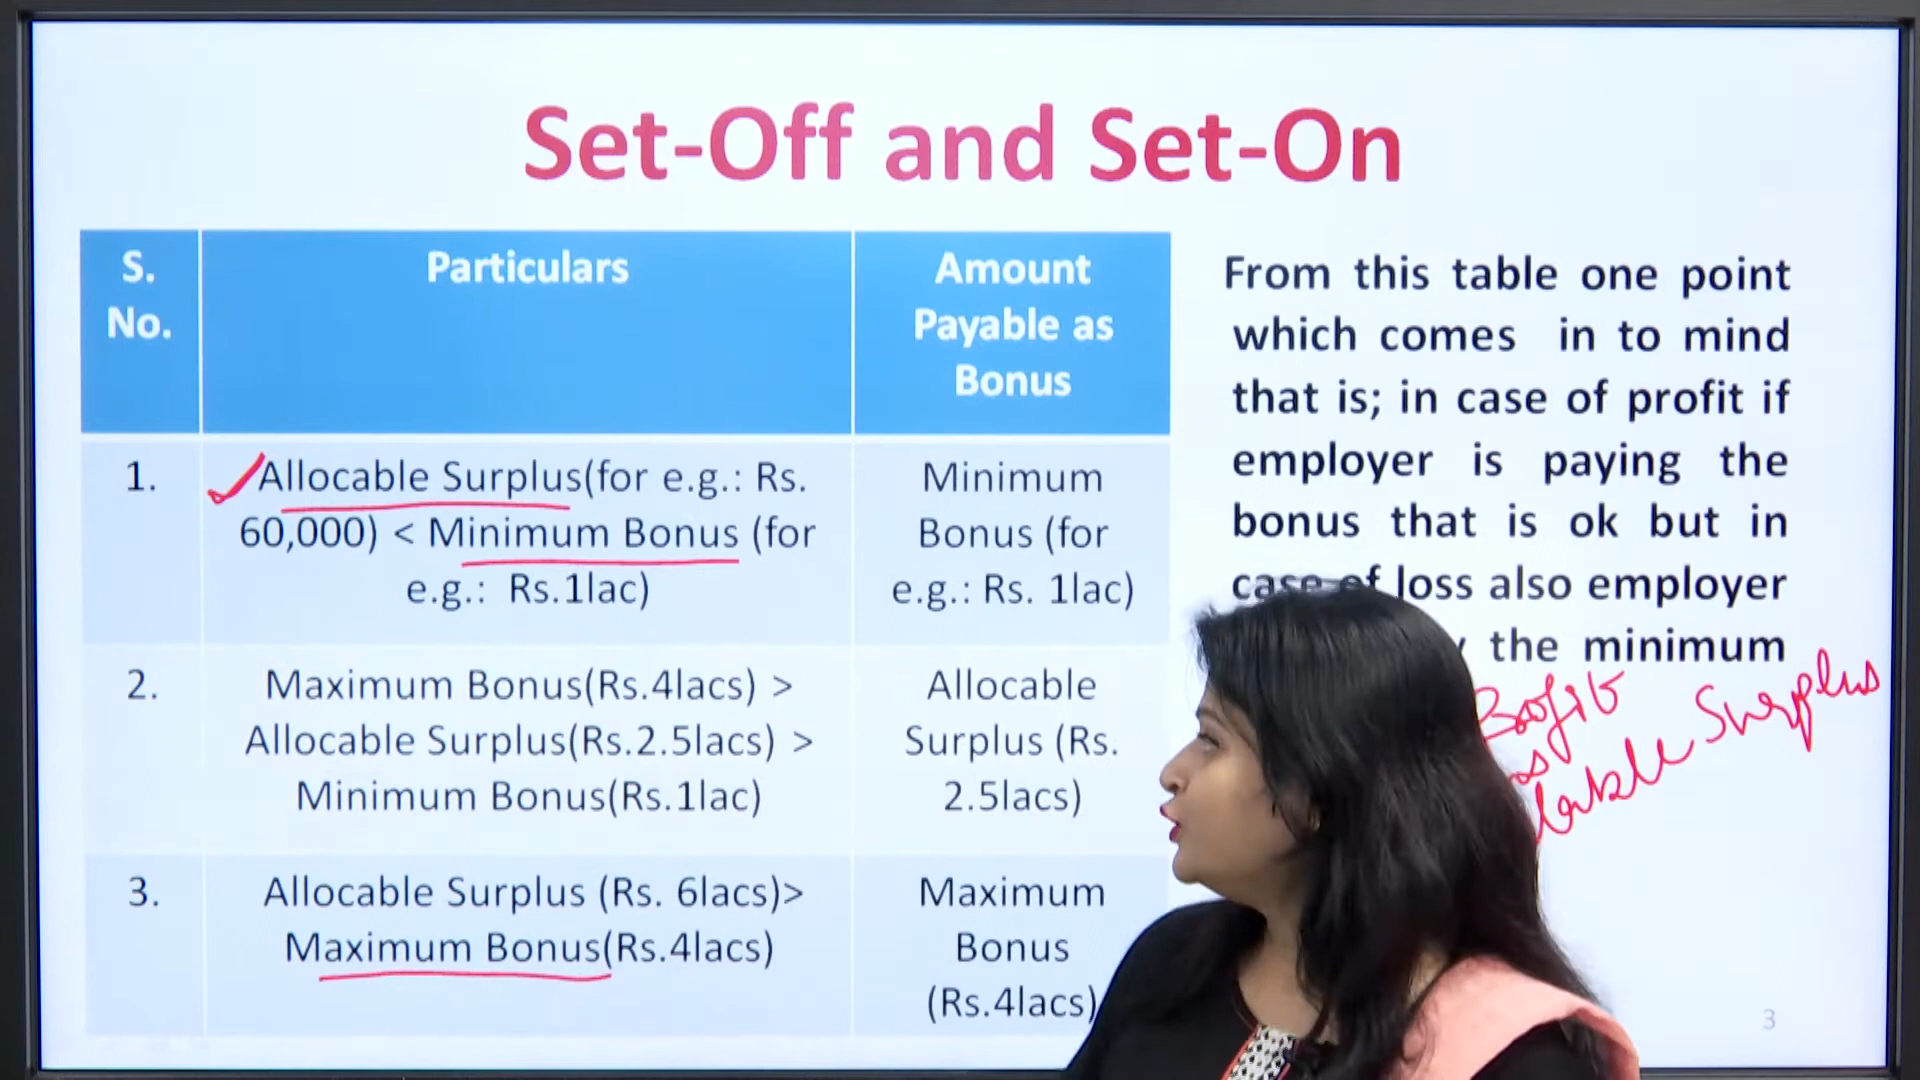 Set-Off and Set-On
S.
No.
Particulars
Amount
Payable as
Bonus
1.
Allocable Surplus(for e.g.: Rs.
60,000) < Minimum Bonus (for
e.g.: Rs.1lac)
Minimum
Bonus (for
e.g.: Rs. 1lac)
2.
Maximum Bonus(Rs.4lacs) >
Allocable Surplus(Rs.2.5lacs) >
Minimum Bonus(Rs.1lac)
Allocable
Surplus (Rs.
2.5lacs)
3.
Allocable Surplus (Rs. 6lacs)>
Maximum Bonus(Rs.4lacs)
Maximum
Bonus
(Rs.4lacs)
From this table one point
which comes in to mind
that is; in case of profit if
employer is paying the
bonus that is ok but in
case of loss also employer
the minimum
Surplus
3